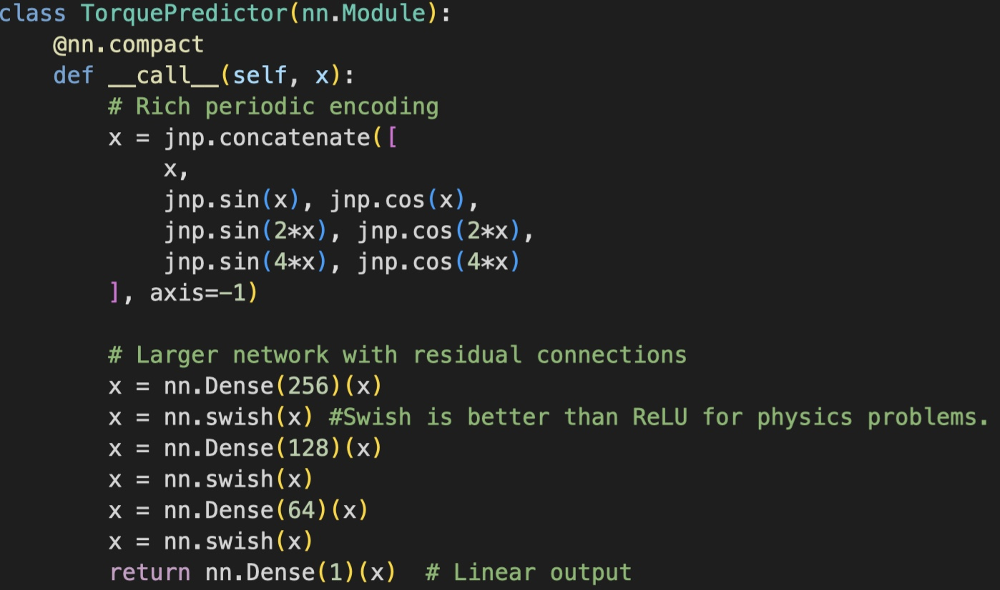 class TorquePredictor(nn.Module):
    @nn.compact
    def __call__(self, x):
        # Rich periodic encoding
        x = jnp.concatenate([
            x,
            jnp.sin(x), jnp.cos(x),
            jnp.sin(2*x), jnp.cos(2*x),
            jnp.sin(4*x), jnp.cos(4*x)
        ], axis=-1)

        # Larger network with residual connections
        x = nn.Dense(256)(x)
        x = nn.swish(x) #Swish is better than ReLU for physics problems.
        x = nn.Dense(128)(x)
        x = nn.swish(x)
        x = nn.Dense(64)(x)
        x = nn.swish(x)
        return nn.Dense(1)(x)  # Linear output